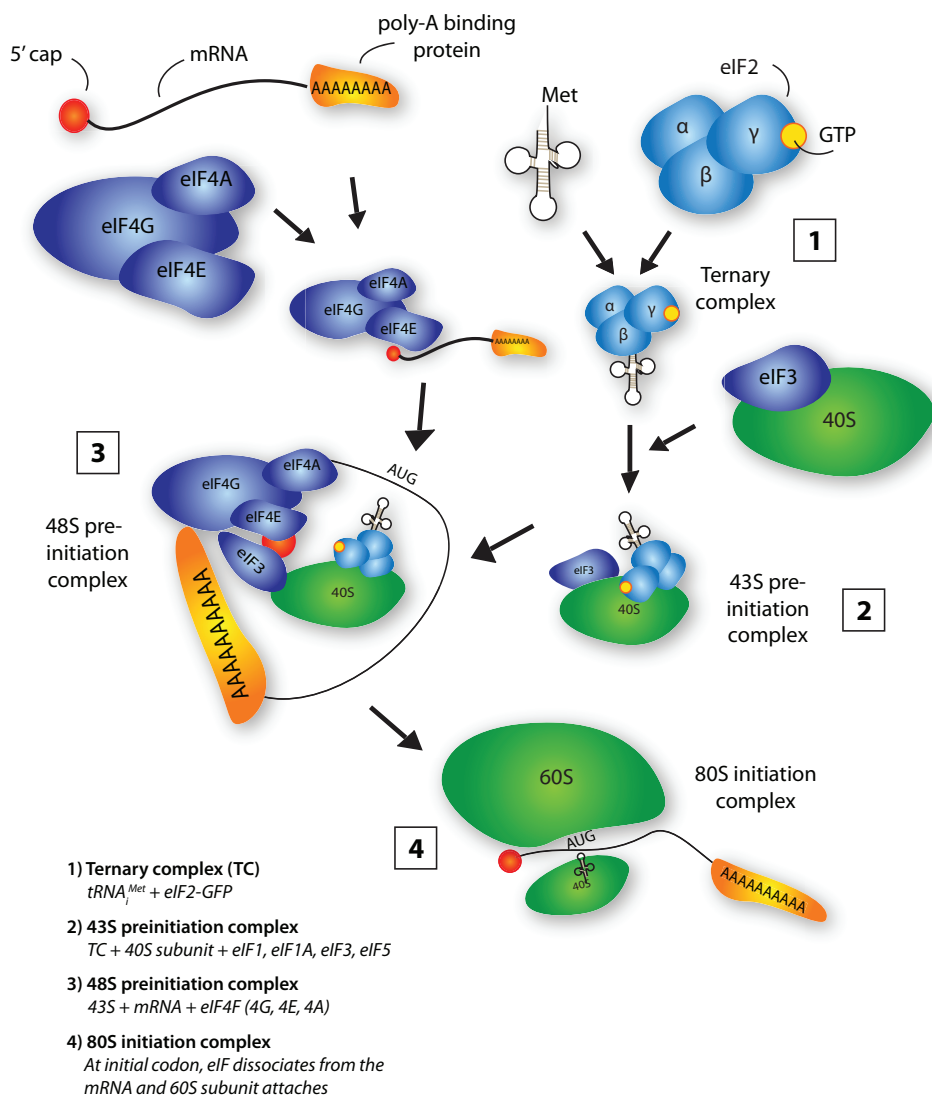 poly-A binding
protein
5’ cap
mRNA
AAAAAAAA
eIF2
Met
α
γ
β
GTP
eIF4A
eIF4G
eIF4E
1
Ternary
complex
eIF4A
eIF4G
eIF4E
AAAAAAAA
α
γ
β
eIF3
40S
3
48S pre-
initiation
complex
eIF4A
eIF4G
eIF4E
eIF3
AUG
40S
AAAAAAAAAA
eIF3
40S
43S pre-
initiation
complex
2
60S
80S initiation
complex
4
AUG
40S
AAAAAAAAAA
1) Ternary complex (TC)
tRNAiMet + eIF2-GFP
2) 43S preinitiation complex
TC + 40S subunit + eIF1, eIF1A, eIF3, eIF5
3) 48S preinitiation complex
43S + mRNA + eIF4F (4G, 4E, 4A)
4) 80S initiation complex
At initial codon, eIF dissociates from the
mRNA and 60S subunit attaches